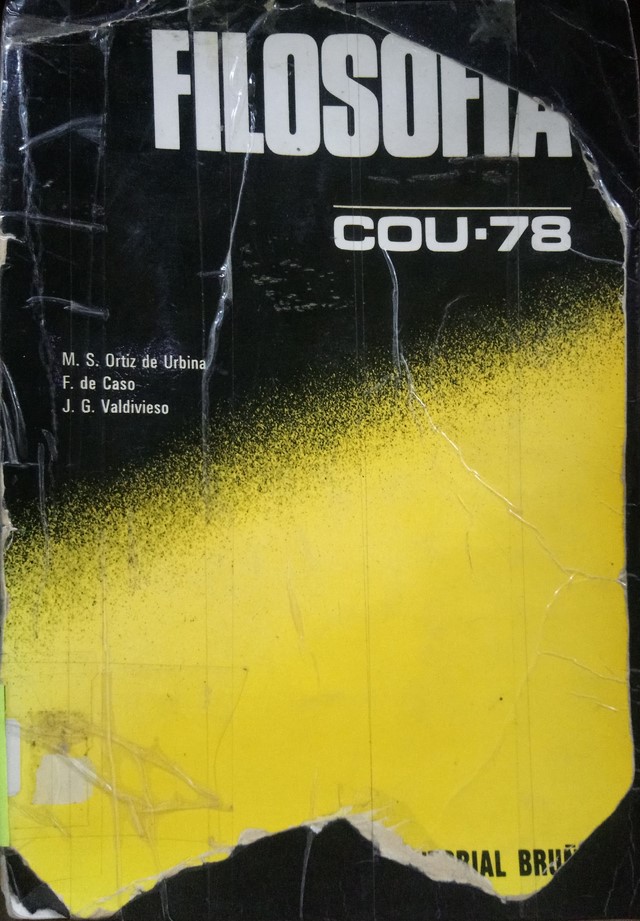 FILOSOFIA
COU·78
M. S. Ortiz de Urbina
F. de Caso
J. G. Valdivieso